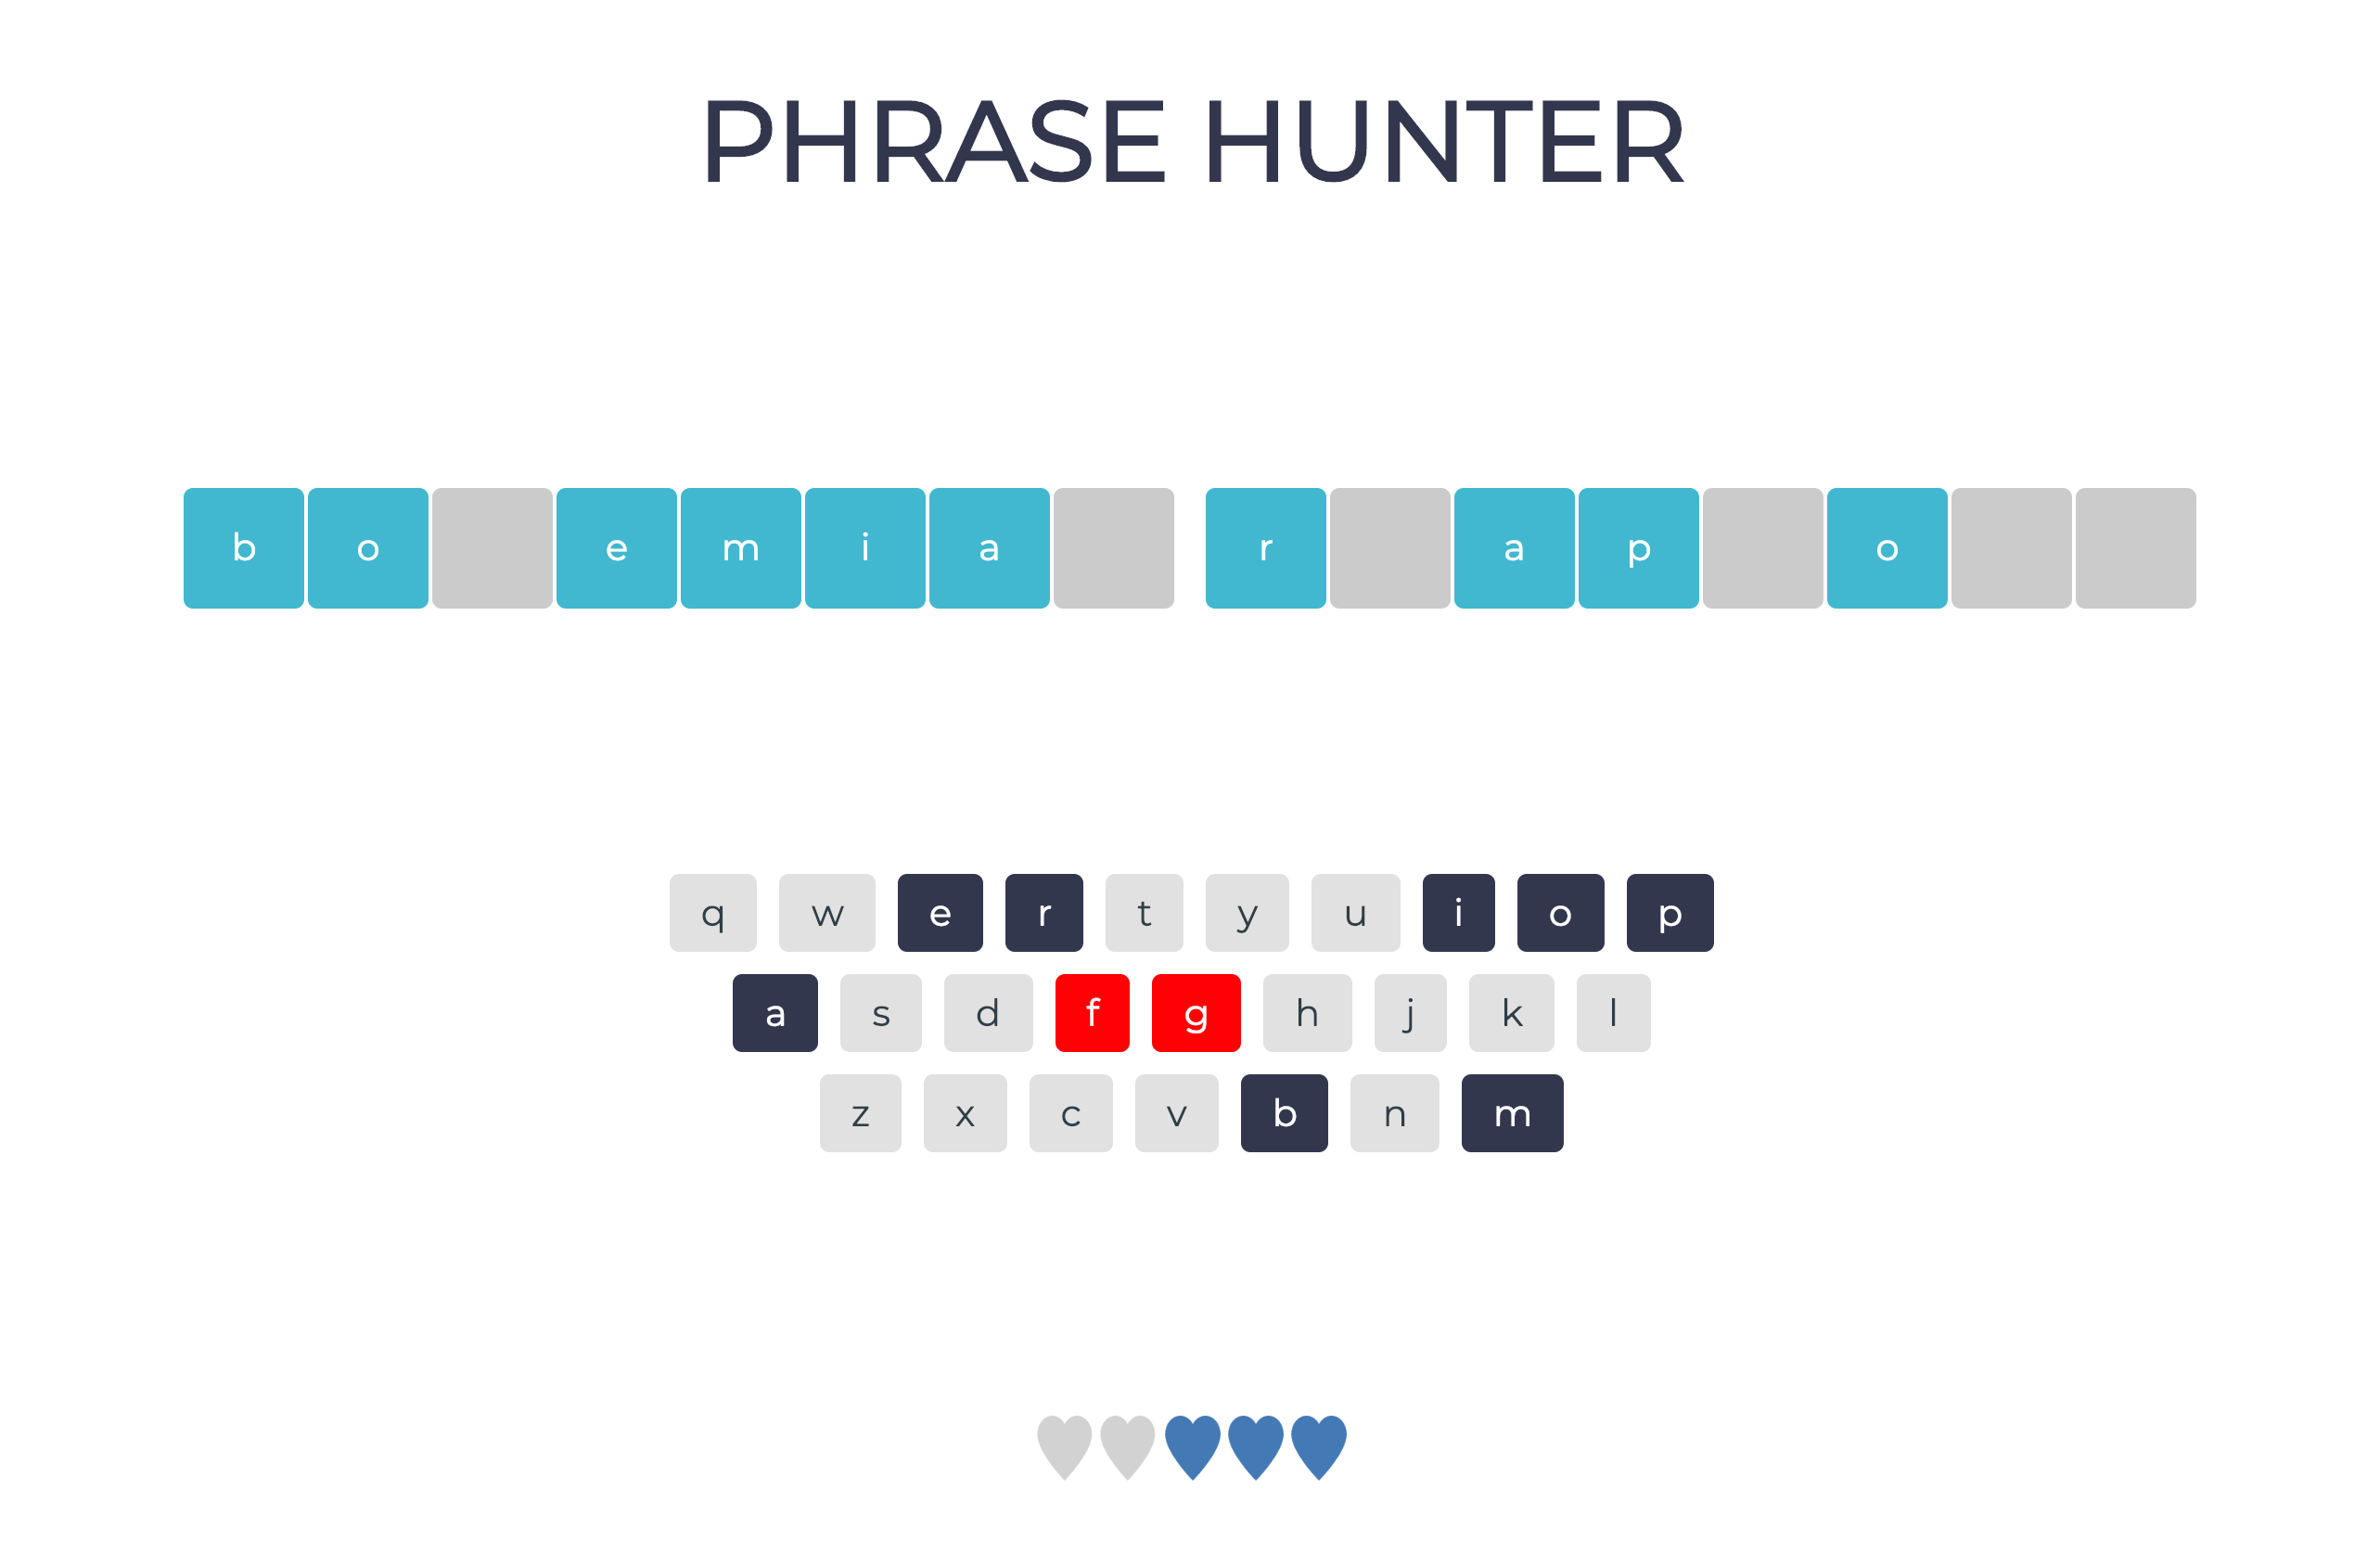 PHRASE HUNTER
b o e m i a r a p o
q w e r t y u i o p
a s d f g h j k l
z x c v b n m